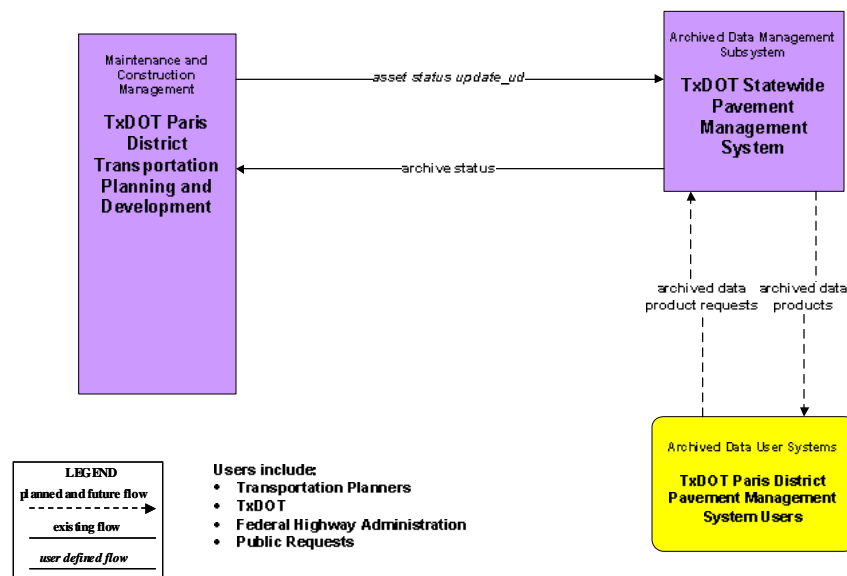 Maintenance and
Construction
Management
TxDOT Paris
District
Transportation
Planning and
Development
asset status update_ud
archive status
Archived Data Management
Subsystem
TxDOT Statewide
Pavement
Management
System
archived data
product requests
archived data
products
Archived Data User Systems
TxDOT Paris District
Pavement Management
System Users
LEGEND
planned and future flow
existing flow
user defined flow
Users include:
• Transportation Planners
• TxDOT
• Federal Highway Administration
• Public Requests